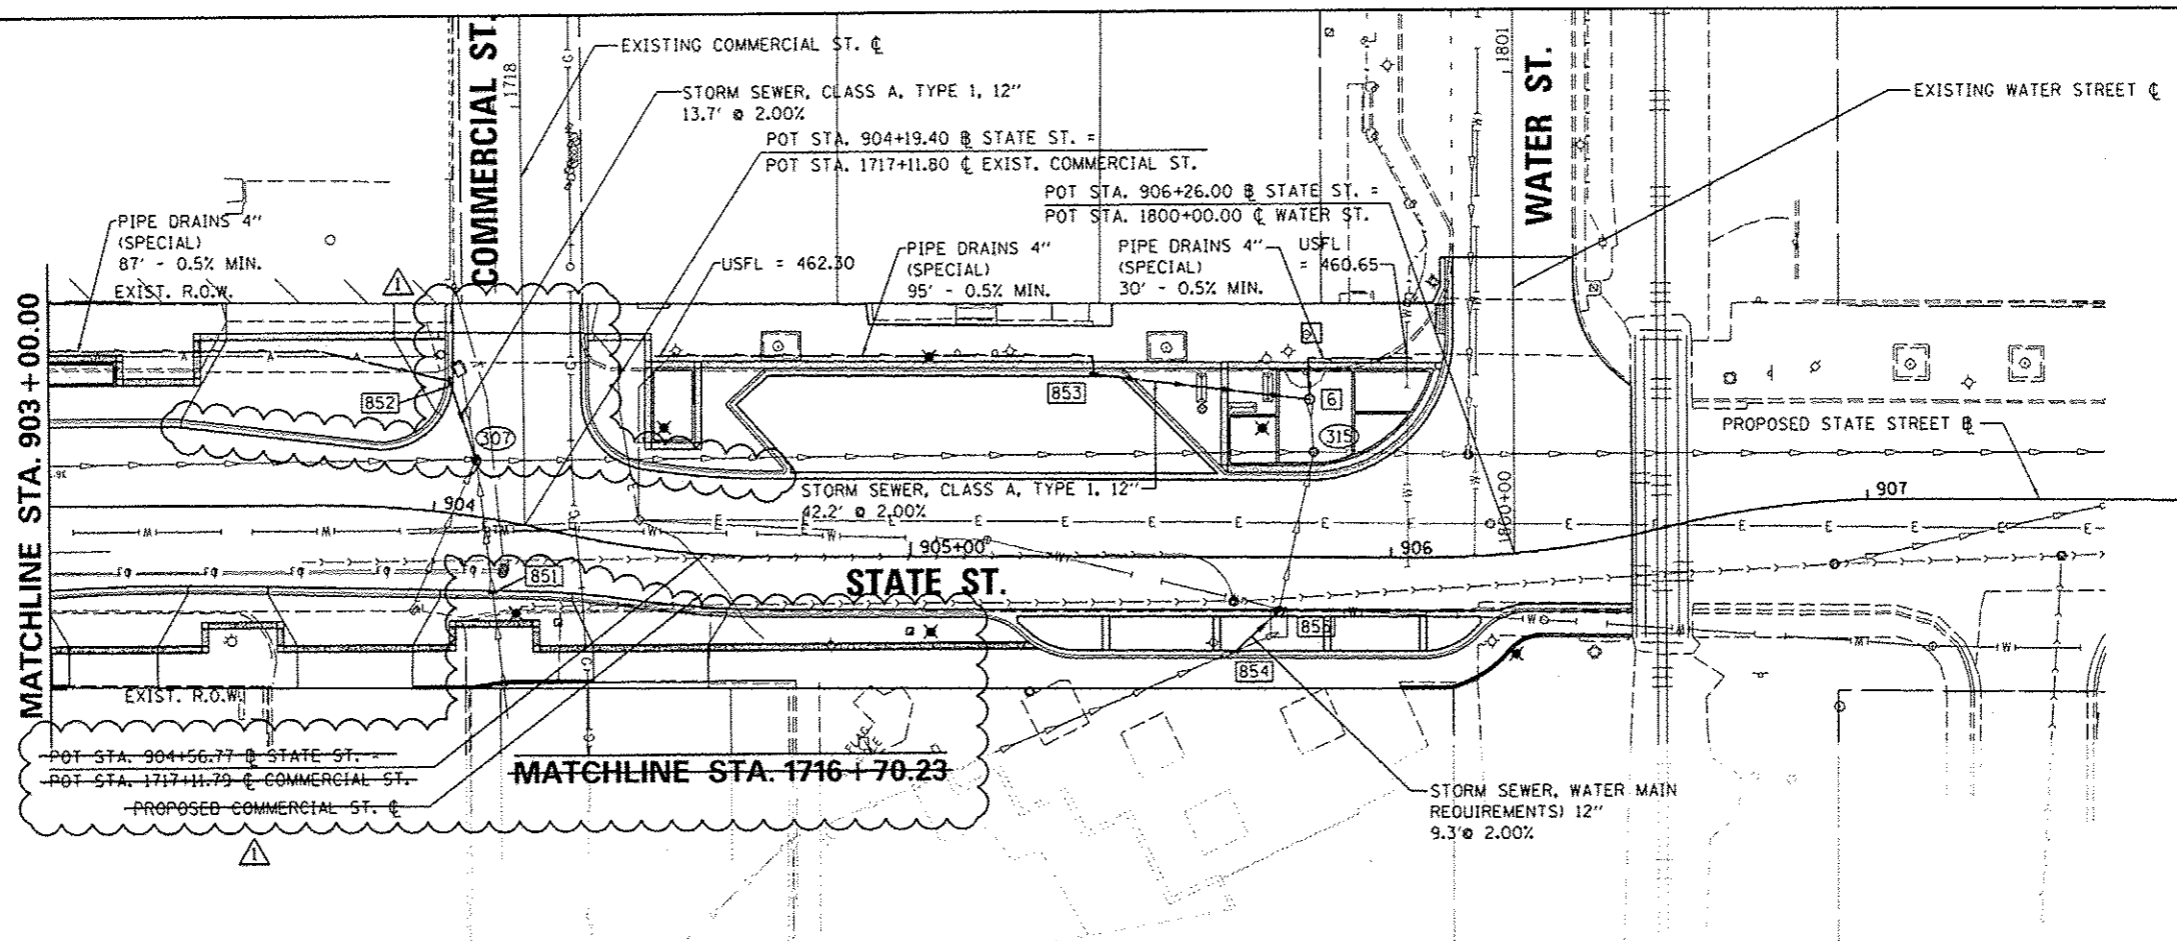 COMMERCIAL ST.
1718
EXISTING COMMERCIAL ST. ℄
STORM SEWER, CLASS A, TYPE 1, 12"
13.7' @ 2.00%
POT STA. 904+19.40 ⅊ STATE ST. =
POT STA. 1717+11.80 ℄ EXIST. COMMERCIAL ST.
POT STA. 906+26.00 ⅊ STATE ST. =
POT STA. 1800+00.00 ℄ WATER ST.
1801
WATER ST.
EXISTING WATER STREET ℄
PIPE DRAINS 4"
(SPECIAL)
87' - 0.5% MIN.
EXIST. R.O.W.
1
USFL = 462.30
PIPE DRAINS 4"
(SPECIAL)
95' - 0.5% MIN.
PIPE DRAINS 4"
(SPECIAL)
30' - 0.5% MIN.
USFL
= 460.65
MATCHLINE STA. 903+00.00
852
307
853
6
315
PROPOSED STATE STREET ⅊
STORM SEWER, CLASS A, TYPE 1, 12"
42.2' @ 2.00%
904
905+00
906
1800+00
907
851
STATE ST.
855
854
EXIST. R.O.W.
POT STA. 904+56.77 ⅊ STATE ST. =
POT STA. 1717+11.79 ℄ COMMERCIAL ST.
PROPOSED COMMERCIAL ST. ℄
MATCHLINE STA. 1716+70.23
FLAG
STORM SEWER, WATER MAIN
REQUIREMENTS) 12"
9.3'@ 2.00%
1